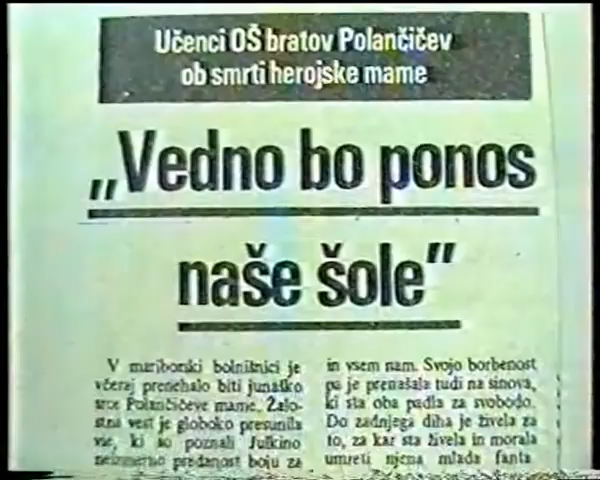 Učenci OŠ bratov Polančičev
ob smrti herojske mame
„Vedno bo ponos
naše šole”
V mariborski bolnišnici je
včeraj prenehalo biti junaško
srce Polančičeve mame. Žalo-
stna vest je globoko presunila
vse, ki so poznali Julkino
neizmerno predanost boju za
in vsem nam. Svojo borbenost
pa je prenašala tudi na sinova,
ki sta oba padla za svobodo.
Do zadnjega diha je živela za
to, za kar sta živela in morala
umreti njena mlada fanta